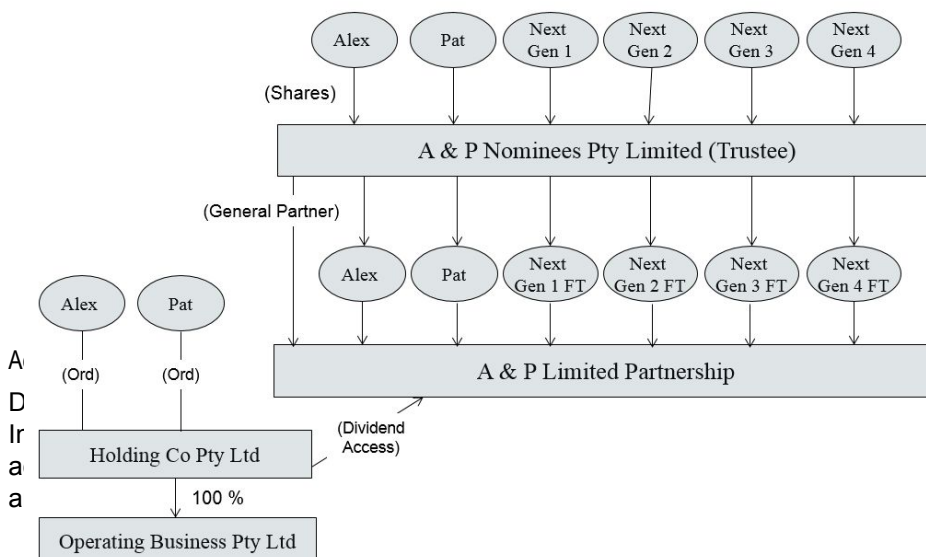 Alex
Pat
Next
Gen 1
Next
Gen 2
Next
Gen 3
Next
Gen 4
(Shares)
A & P Nominees Pty Limited (Trustee)
(General Partner)
Alex
Pat
Next
Gen 1 FT
Next
Gen 2 FT
Next
Gen 3 FT
Next
Gen 4 FT
Alex
Pat
(Ord)
(Ord)
A & P Limited Partnership
(Dividend
Access)
Holding Co Pty Ltd
100 %
Operating Business Pty Ltd